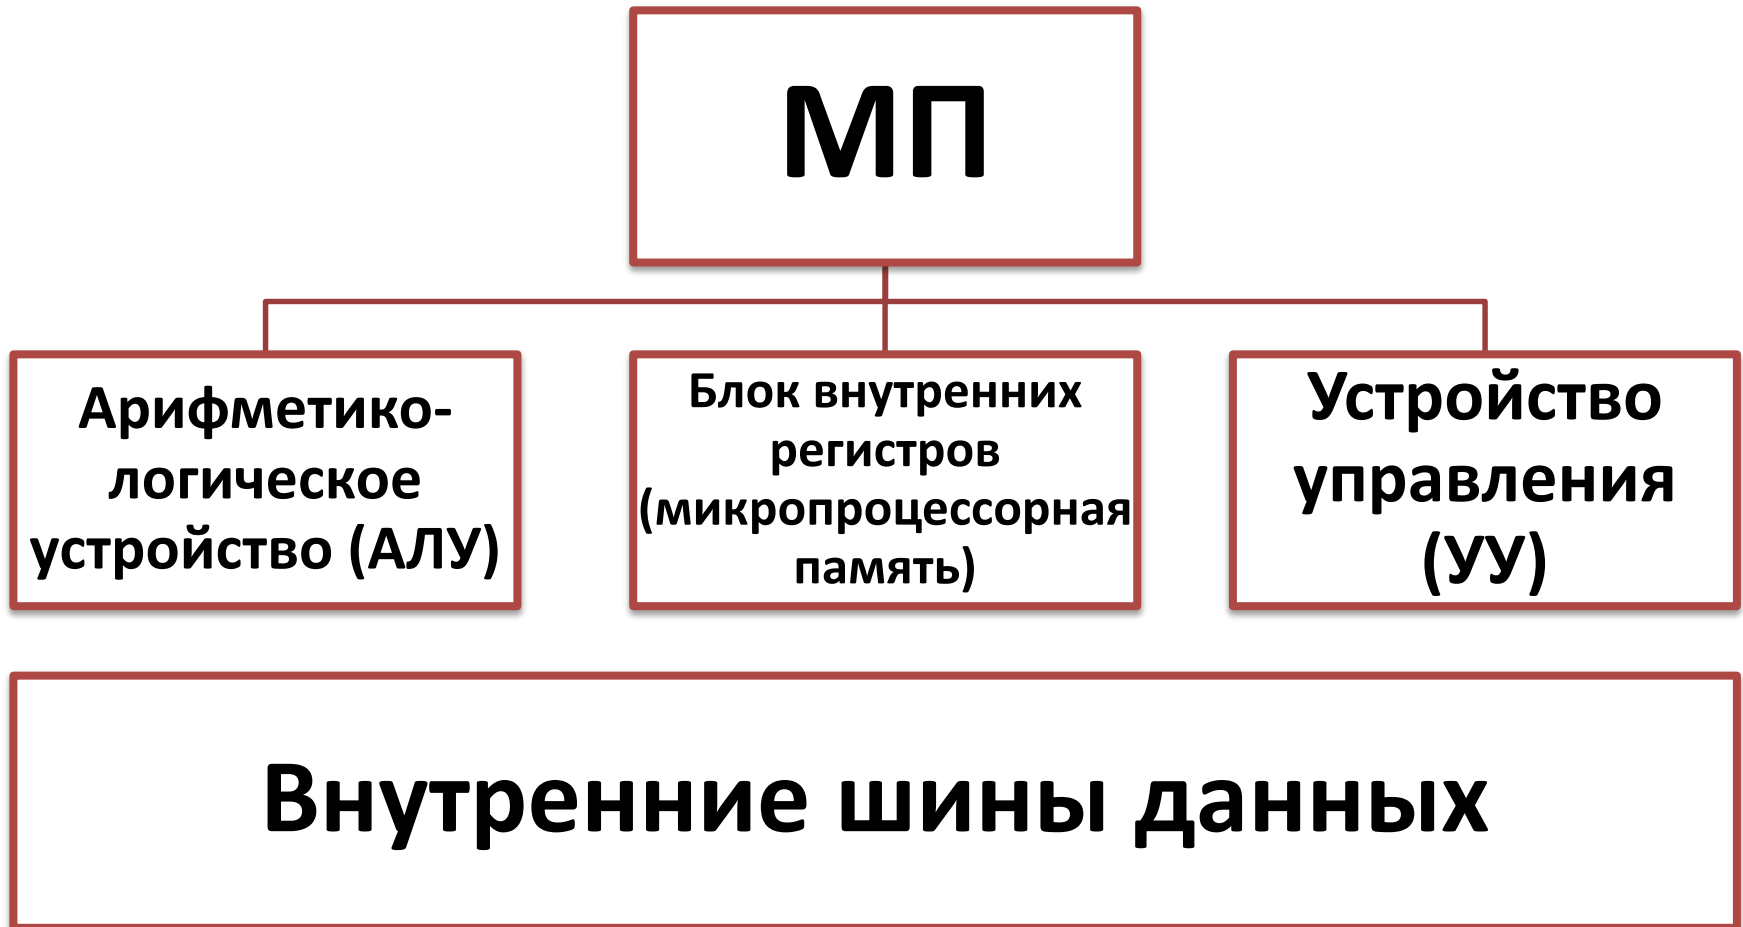 МП
Арифметико-
логическое
устройство (АЛУ)
Блок внутренних
регистров
(микропроцессорная
память)
Устройство
управления
(УУ)
Внутренние шины данных